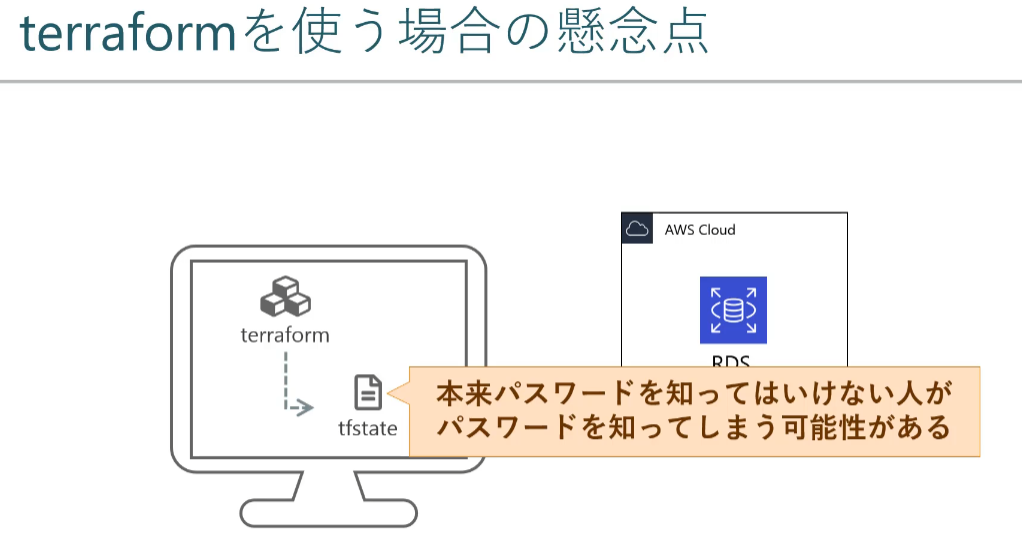 terraformを使う場合の懸念点
AWS Cloud
terraform
RDS
本来パスワードを知ってはいけない人が
パスワードを知ってしまう可能性がある
tfstate